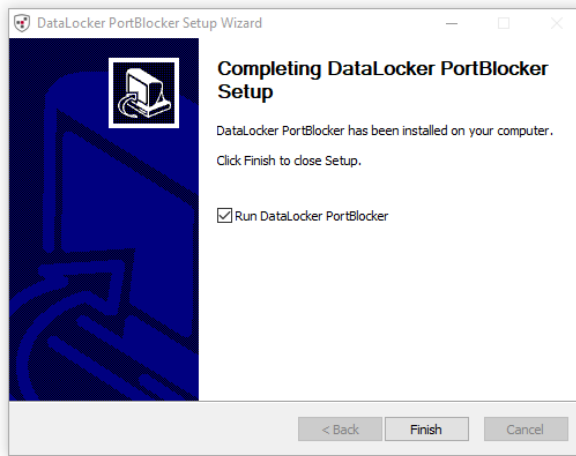 DataLocker PortBlocker Setup Wizard
Completing DataLocker PortBlocker
Setup
DataLocker PortBlocker has been installed on your computer.
Click Finish to close Setup.
Run DataLocker PortBlocker
< Back
Finish
Cancel